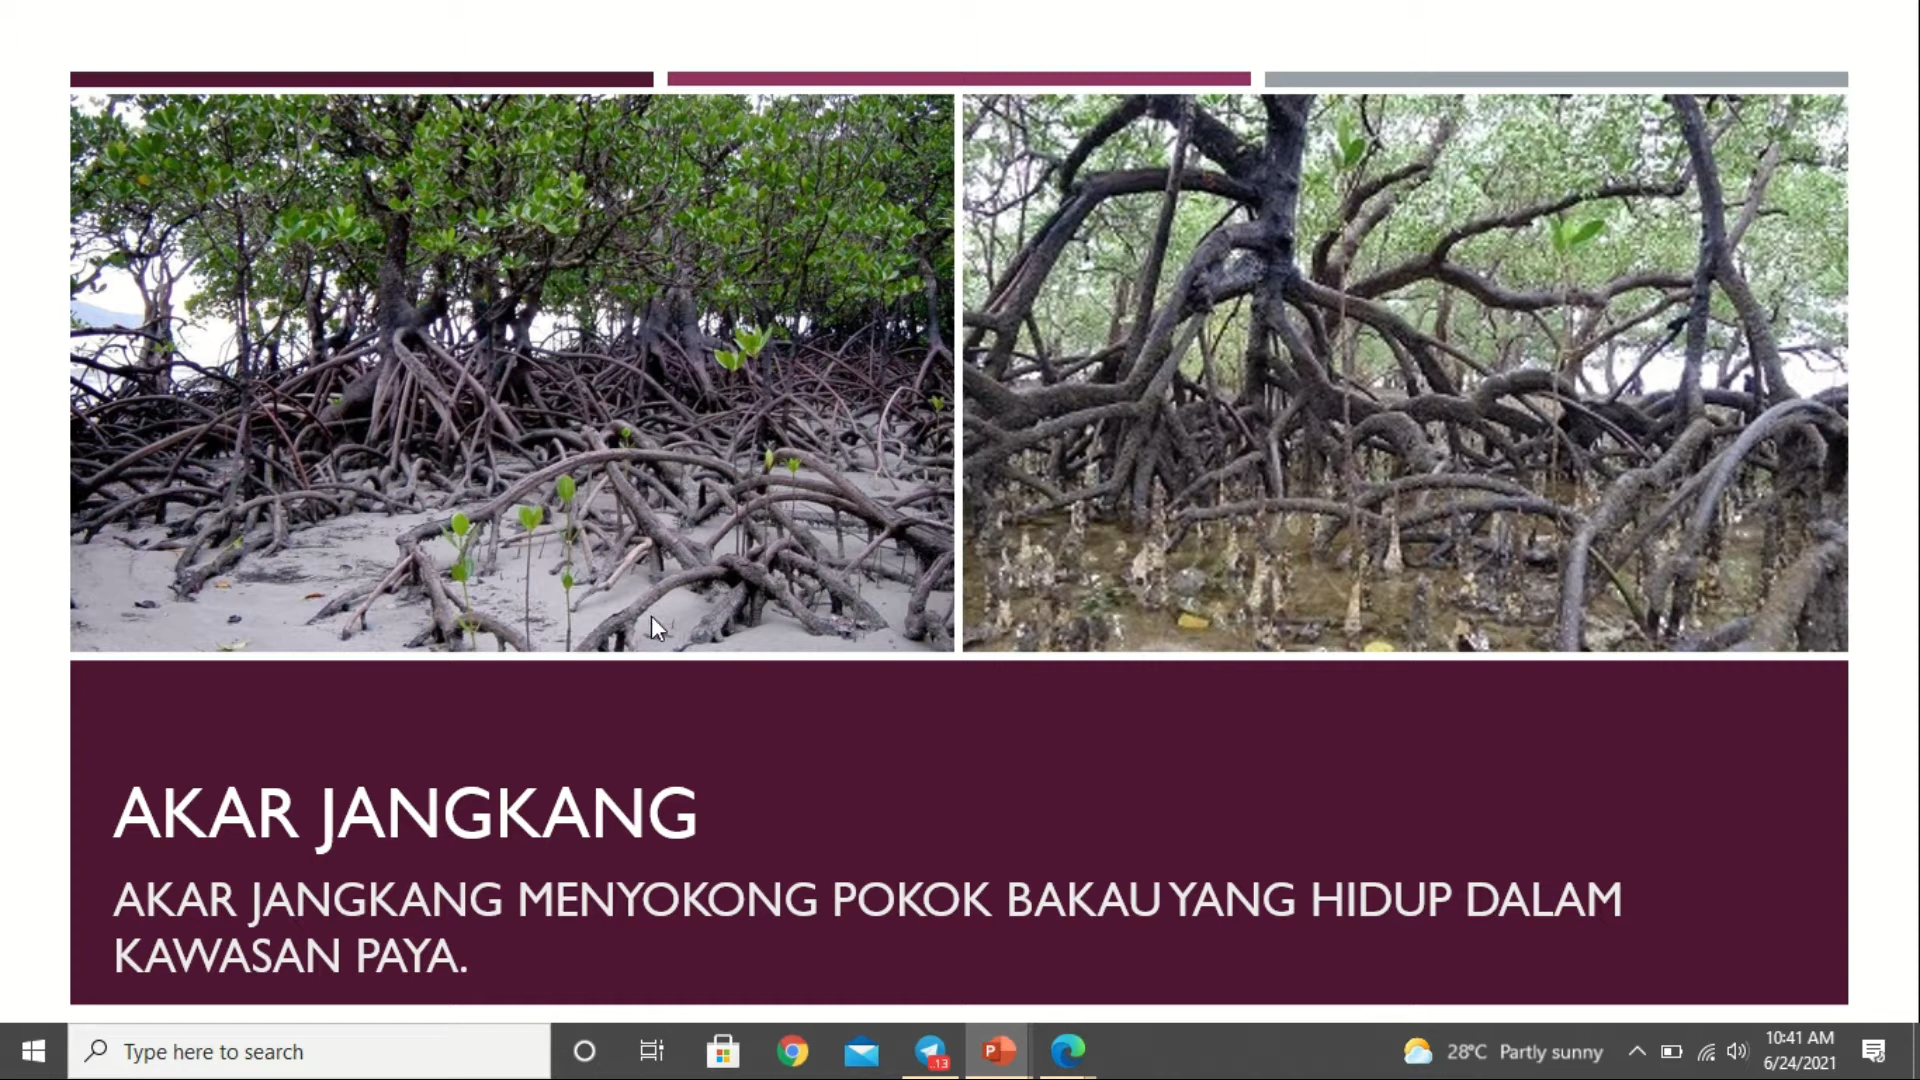 AKAR JANGKANG
AKAR JANGKANG MENYOKONG POKOK BAKAU YANG HIDUP DALAM
KAWASAN PAYA.
Type here to search
13
P
28°C Partly sunny
10:41 AM
6/24/2021